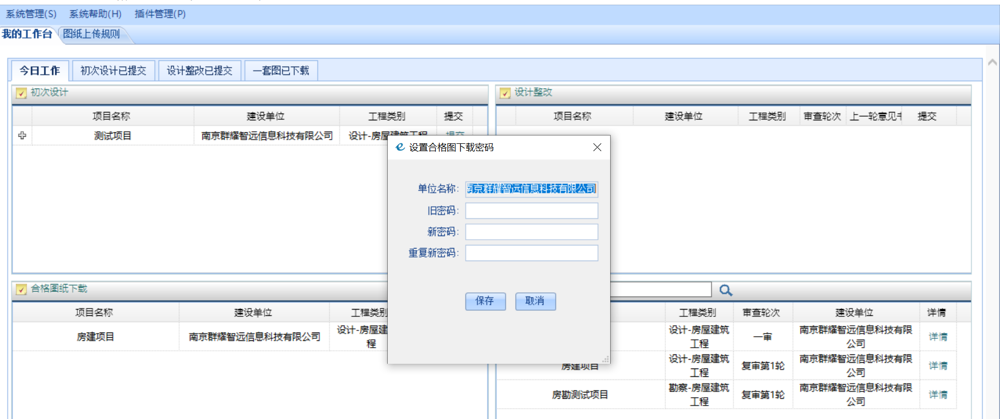 系统管理(S) 系统帮助(H) 插件管理(P)
我的工作台 图纸上传规则
今日工作 初次设计已提交 设计整改已提交 一套图已下载
初次设计
项目名称 建设单位 工程类别 提交
测试项目 南京群耀智远信息科技有限公司 设计-房屋建筑工程 提交
设计整改
项目名称 建设单位 工程类别 审查轮次 上一轮意见 提交
设置合格图下载密码
单位名称: 南京群耀智远信息科技有限公司
旧密码:
新密码:
重复新密码:
保存 取消
合格图纸下载
项目名称 建设单位 工程类别
房建项目 南京群耀智远信息科技有限公司 设计-房屋建
程
工程类别 审查轮次 建设单位 详情
设计-房屋建筑
工程 一审 南京群耀智远信息科技有限
公司 详情
房建项目 设计-房屋建筑
工程 复审第1轮 南京群耀智远信息科技有限
公司 详情
房勘测试项目 勘察-房屋建筑
工程 复审第1轮 南京群耀智远信息科技有限
公司 详情